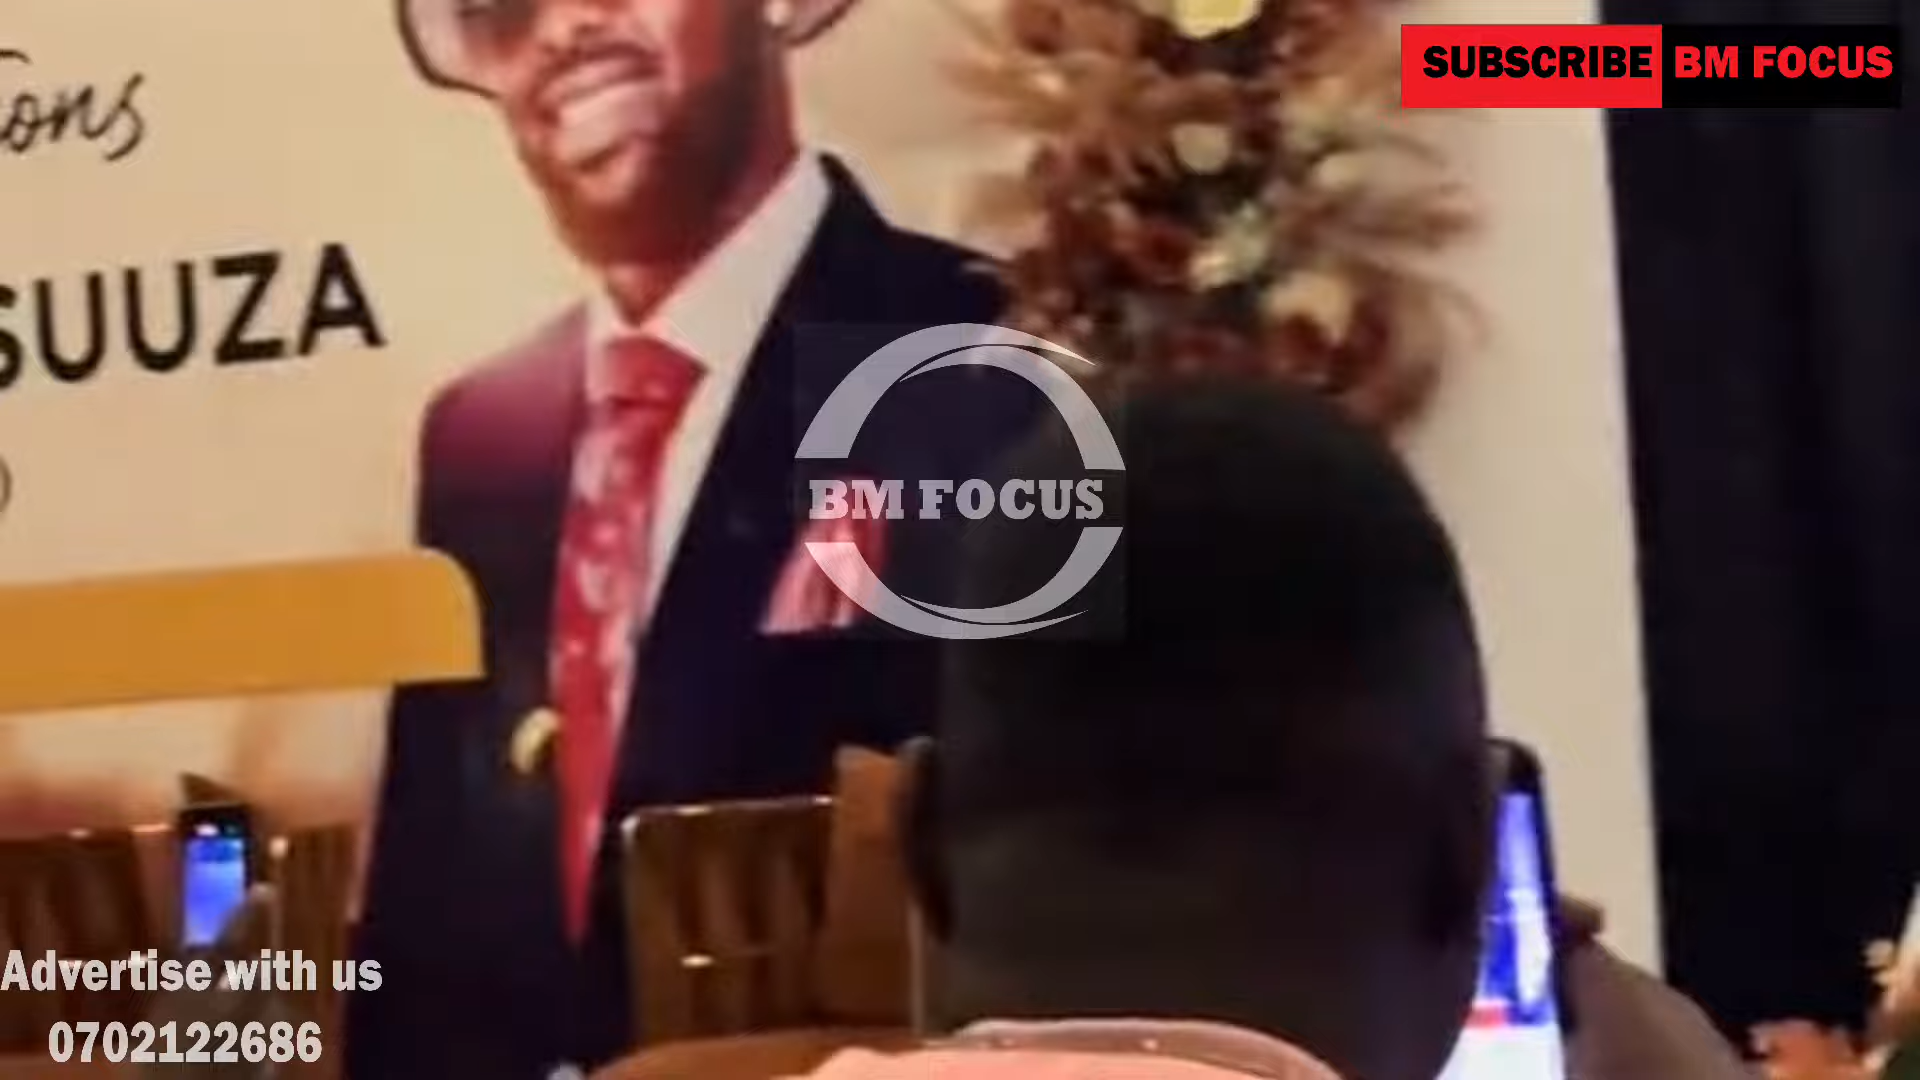 SUBSCRIBE BM FOCUS
ons
SUUZA
BM FOCUS
Advertise with us
0702122686